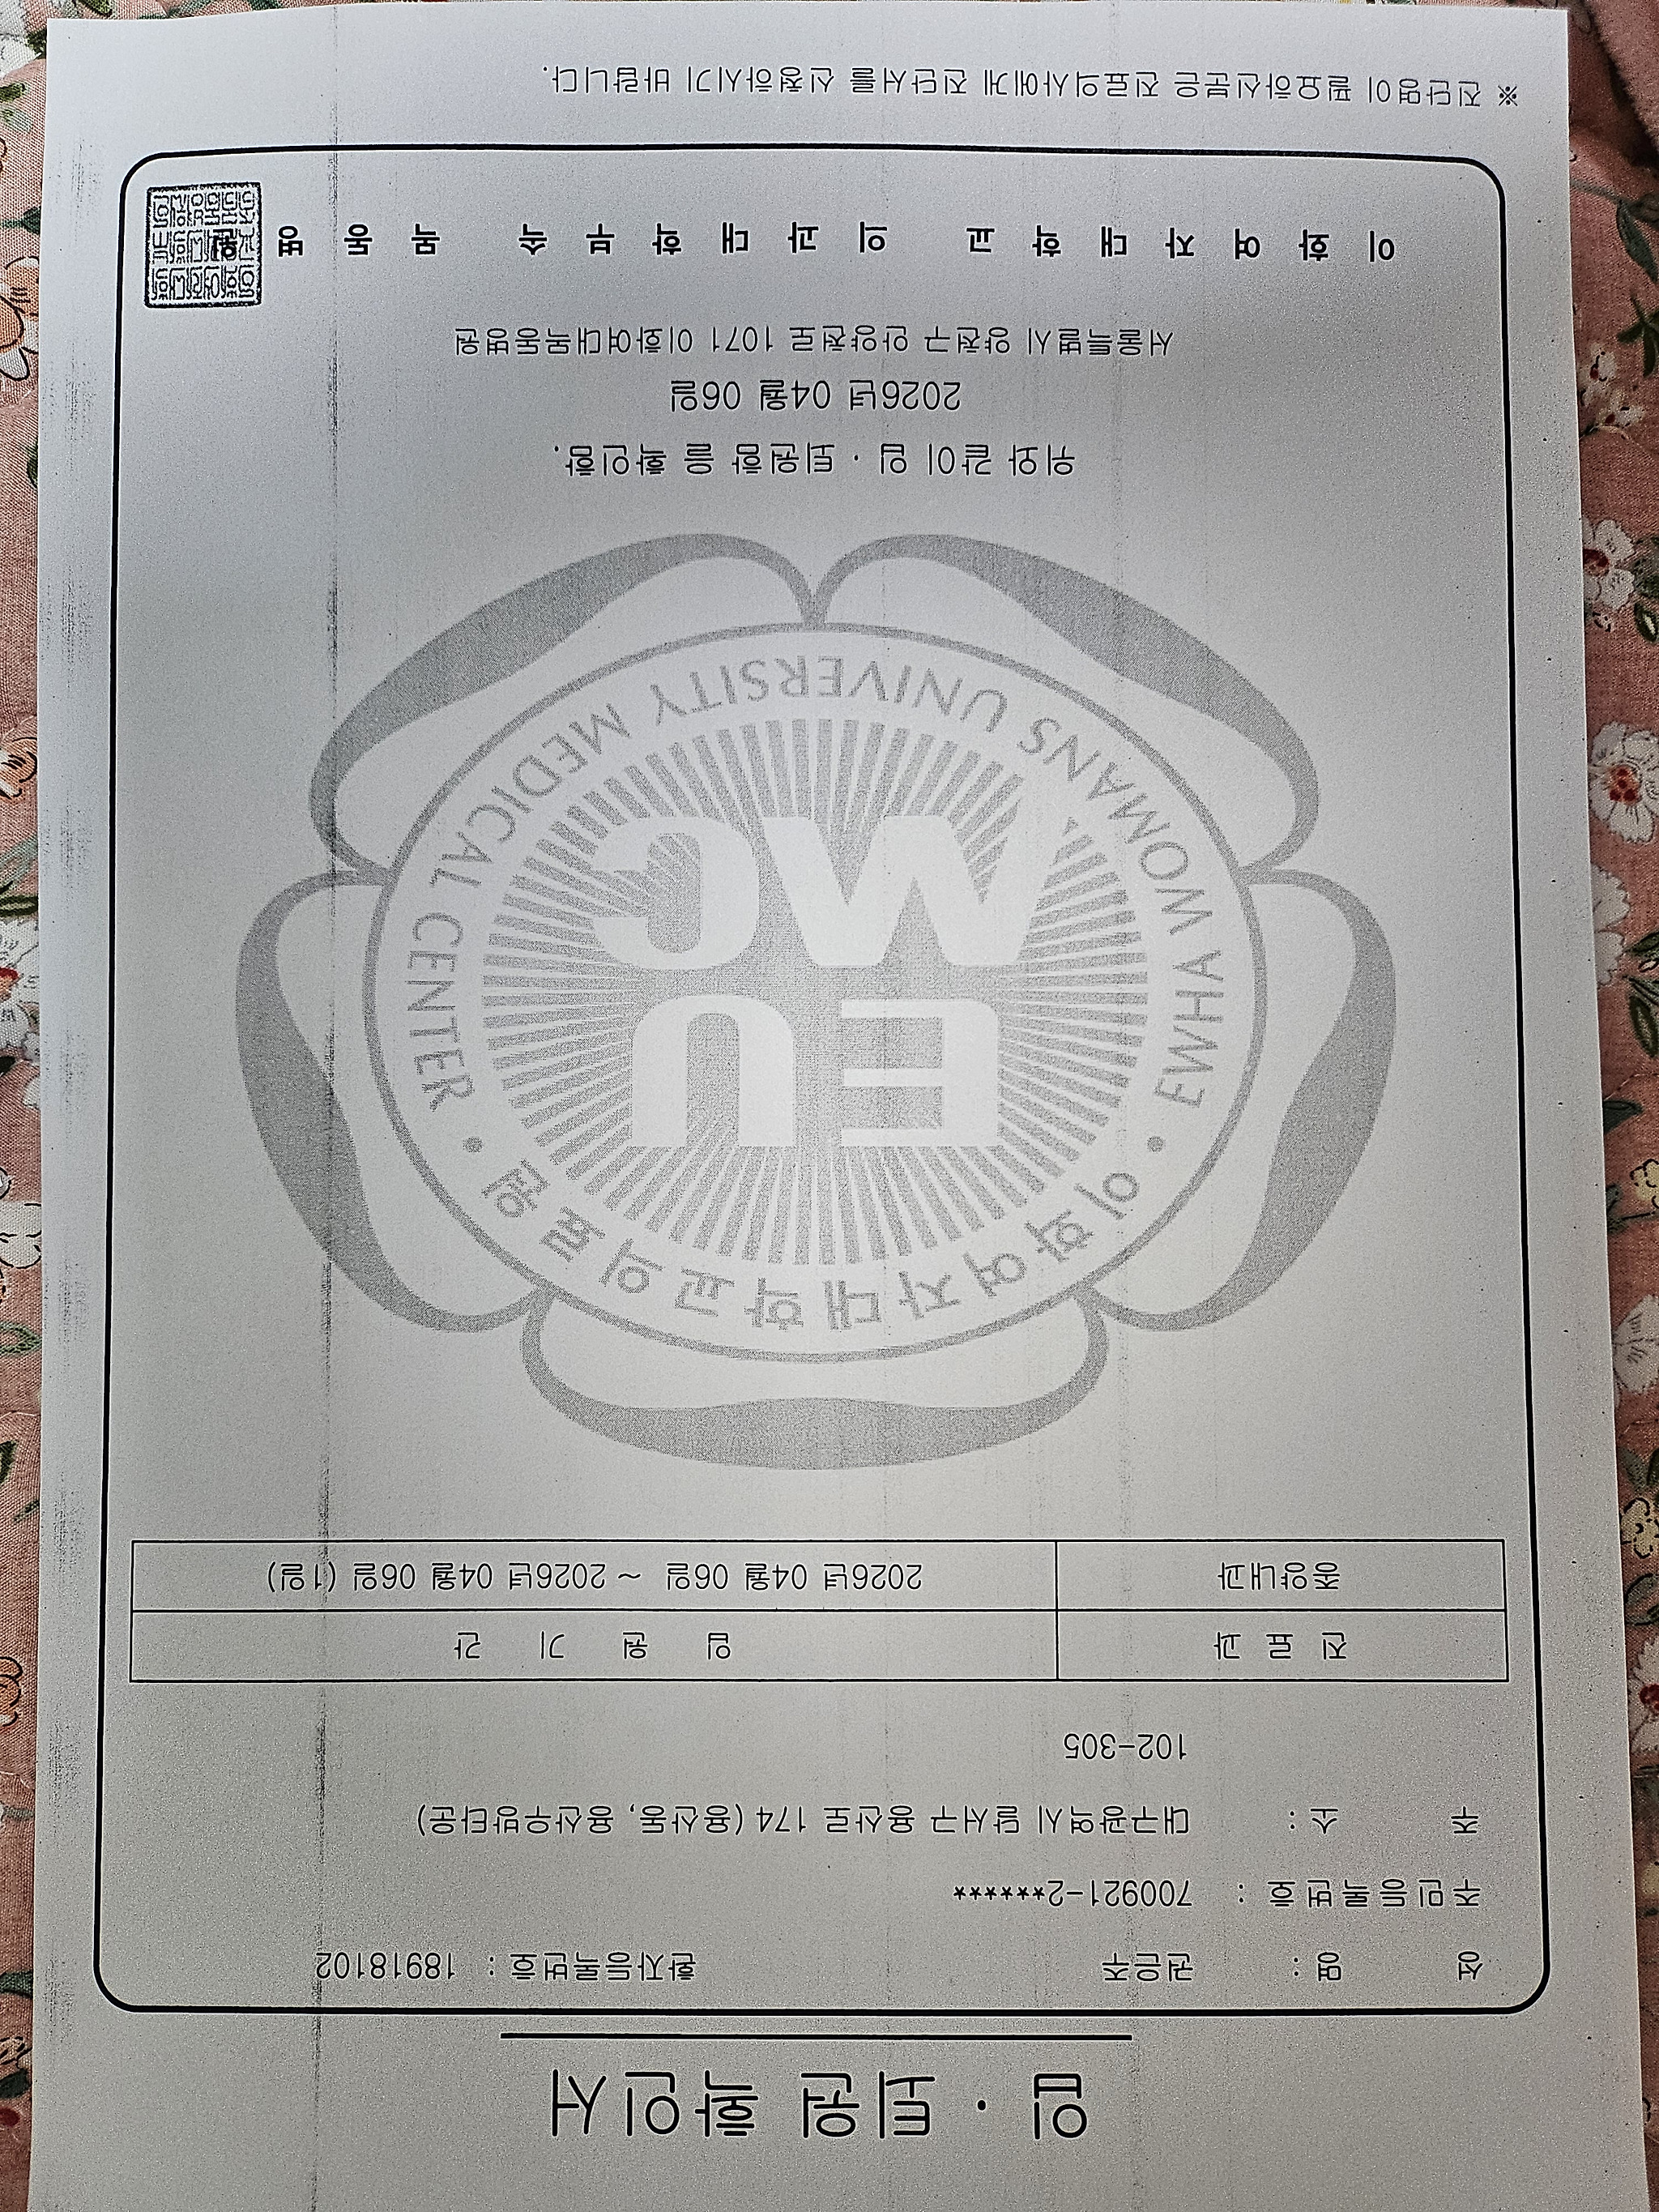 입 · 퇴원 확인서
성 명 : 권은주 환자등록번호 : 18918102
주민등록번호 : 700921-2******
주 소 : 대구광역시 달서구 용산로 174 (용산동, 용산우방타운)
102-305
진 료 과 입 원 기 간
종양내과 2026년 04월 06일 ~ 2026년 04월 06일 (1일)
이화여자대학교의료원
EWHA WOMANS UNIVERSITY MEDICAL CENTER
EU
MC
위와 같이 입 · 퇴원함 을 확인함.
2026년 04월 06일
서울특별시 양천구 안양천로 1071 이화여대목동병원
이 화 여 자 대 학 교 의 과 대 학 부 속 목 동 병 원
※ 진단명이 필요하신분은 진료의사에게 진단서를 신청하시기 바랍니다.